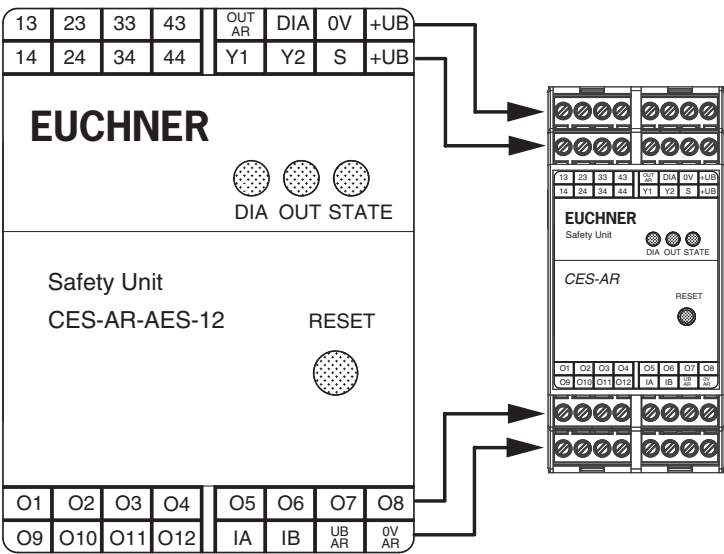 13 23 33 43 OUT AR DIA 0V +UB
14 24 34 44 Y1 Y2 S +UB
EUCHNER
DIA OUT STATE
Safety Unit
CES-AR-AES-12
RESET
O1 O2 O3 O4 O5 O6 O7 O8
O9 O10 O11 O12 IA IB UB AR 0V AR
13 23 33 43 OUT AR DIA 0V +UB
14 24 34 44 Y1 Y2 S +UB
EUCHNER
Safety Unit
DIA OUT STATE
CES-AR
RESET
O1 O2 O3 O4 O5 O6 O7 O8
O9 O10 O11 O12 IA IB UB AR 0V AR